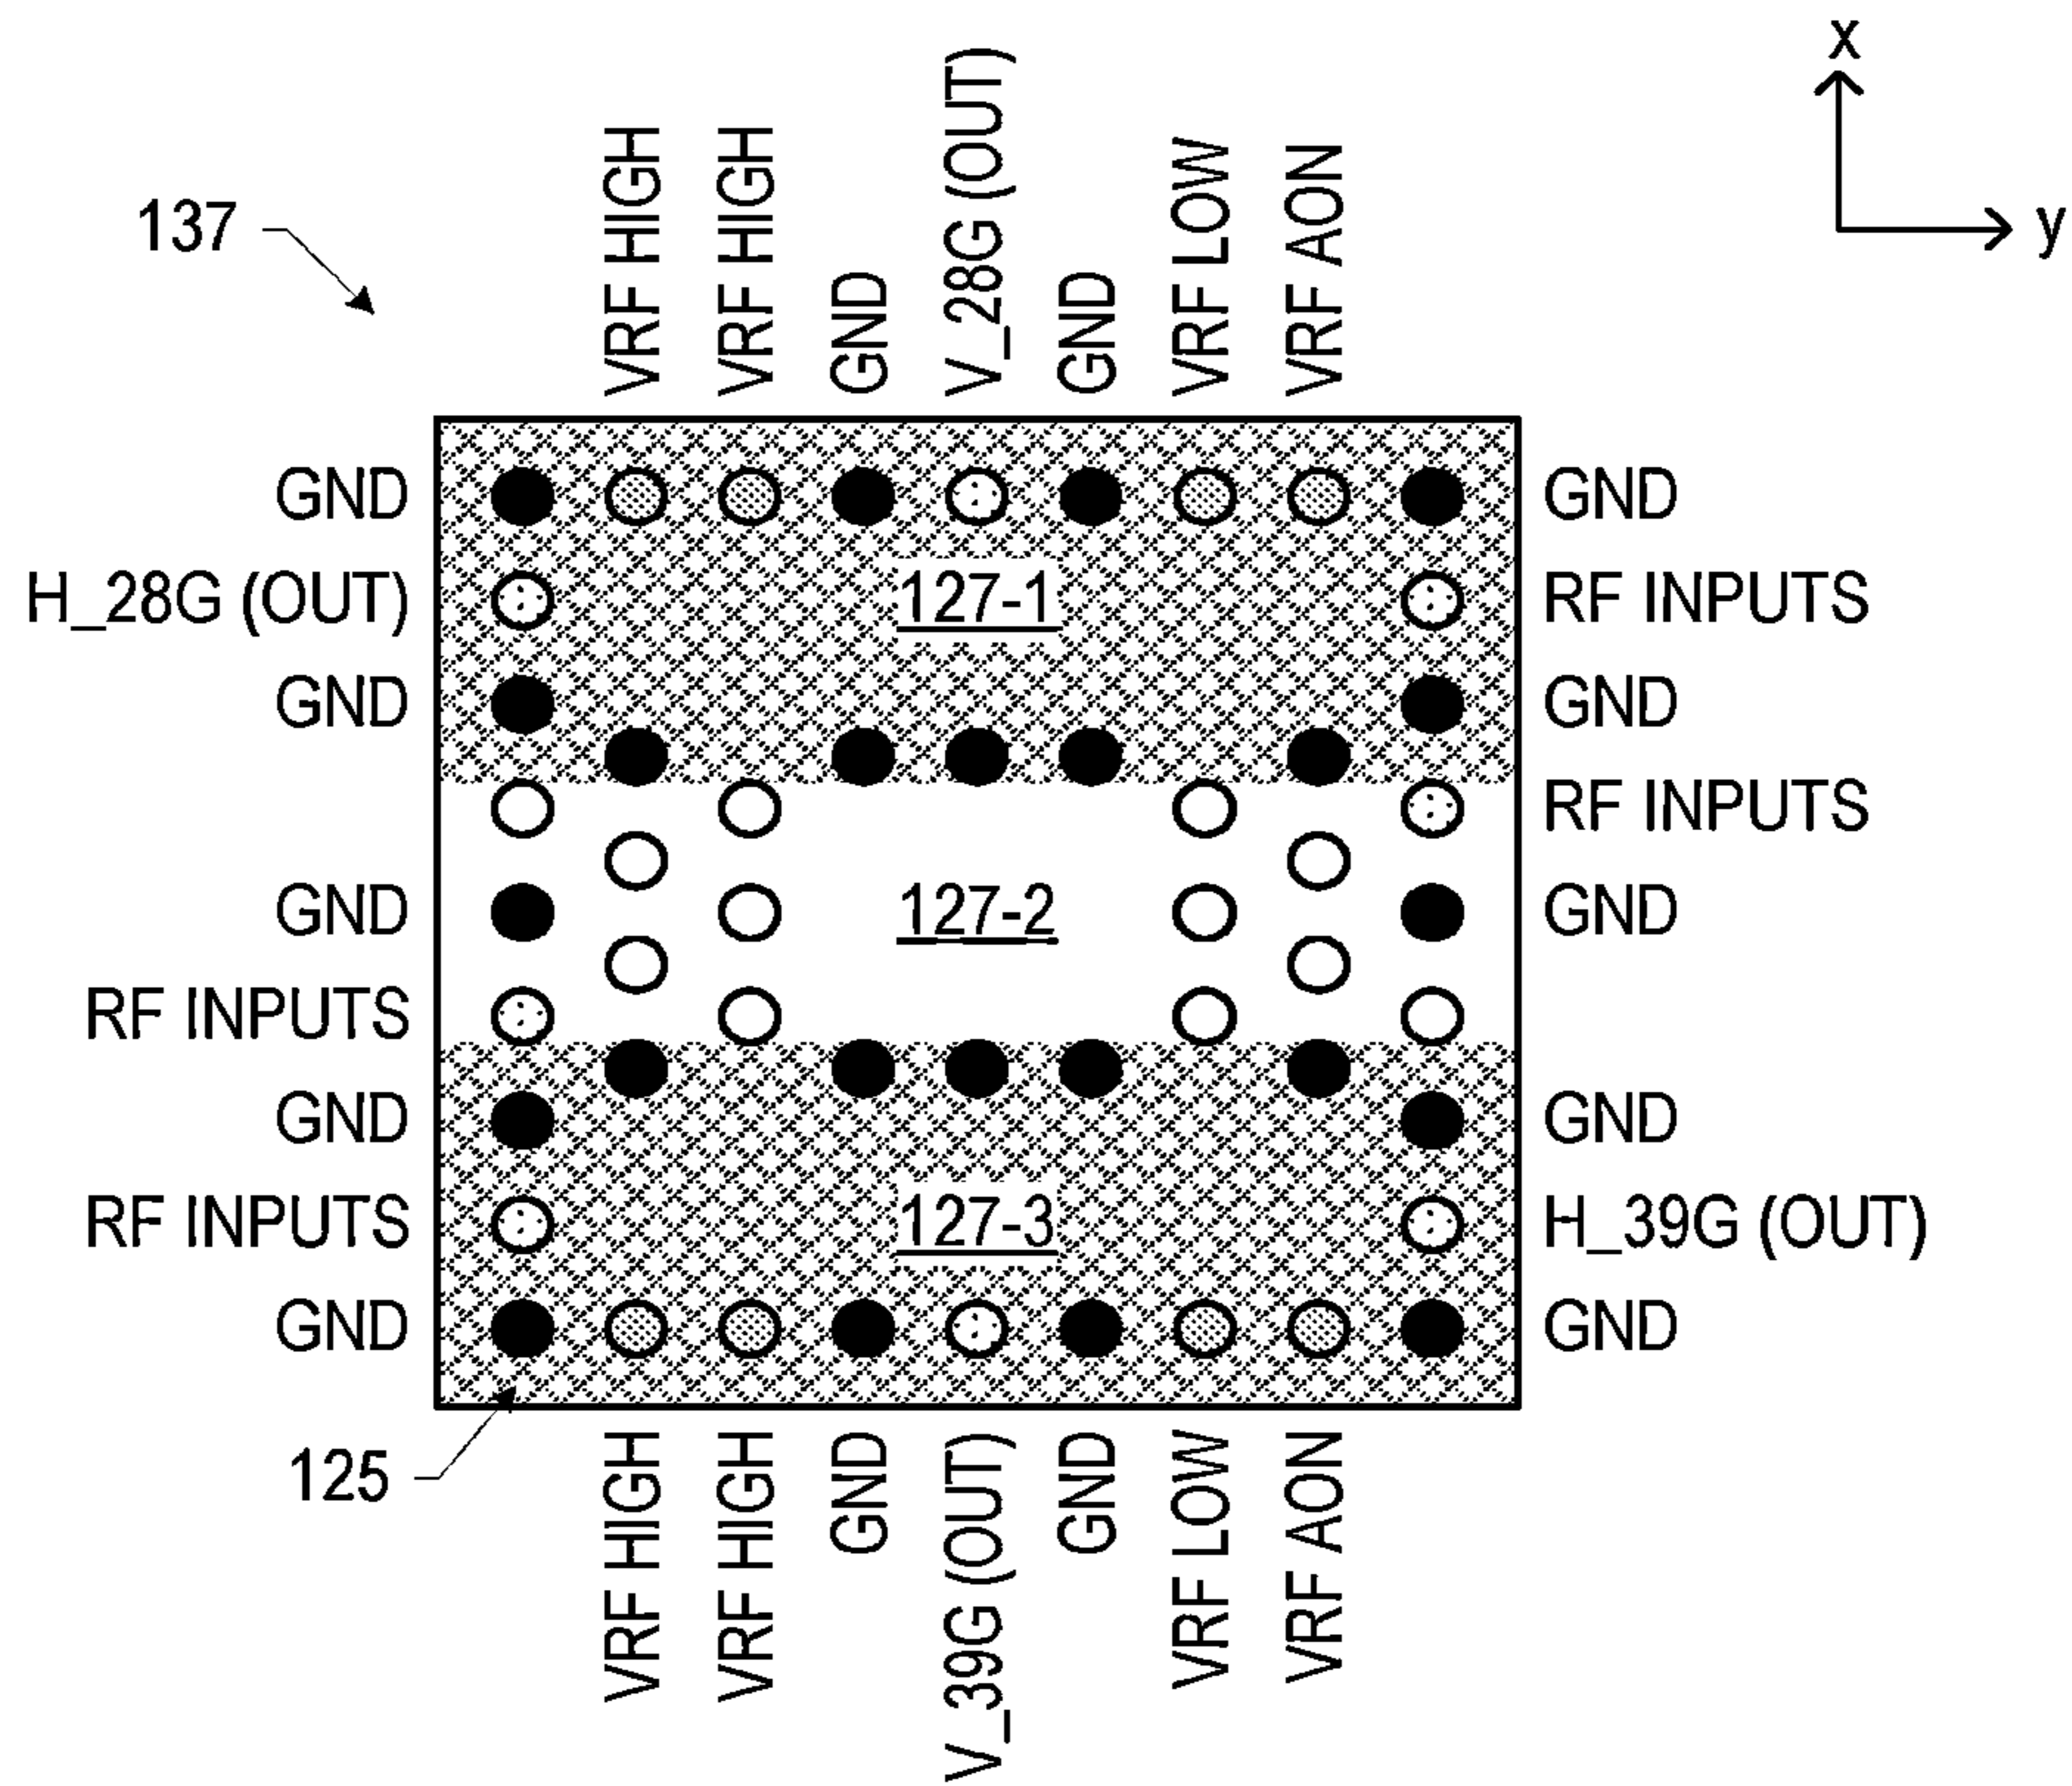 x
y
137
VRF HIGH
VRF HIGH
GND
V_28G (OUT)
GND
VRF LOW
VRF AON
GND
GND
H_28G (OUT)
127-1
RF INPUTS
GND
GND
RF INPUTS
GND
127-2
GND
RF INPUTS
GND
GND
RF INPUTS
127-3
H_39G (OUT)
GND
GND
125
VRF HIGH
VRF HIGH
GND
V_39G (OUT)
GND
VRF LOW
VRF AON